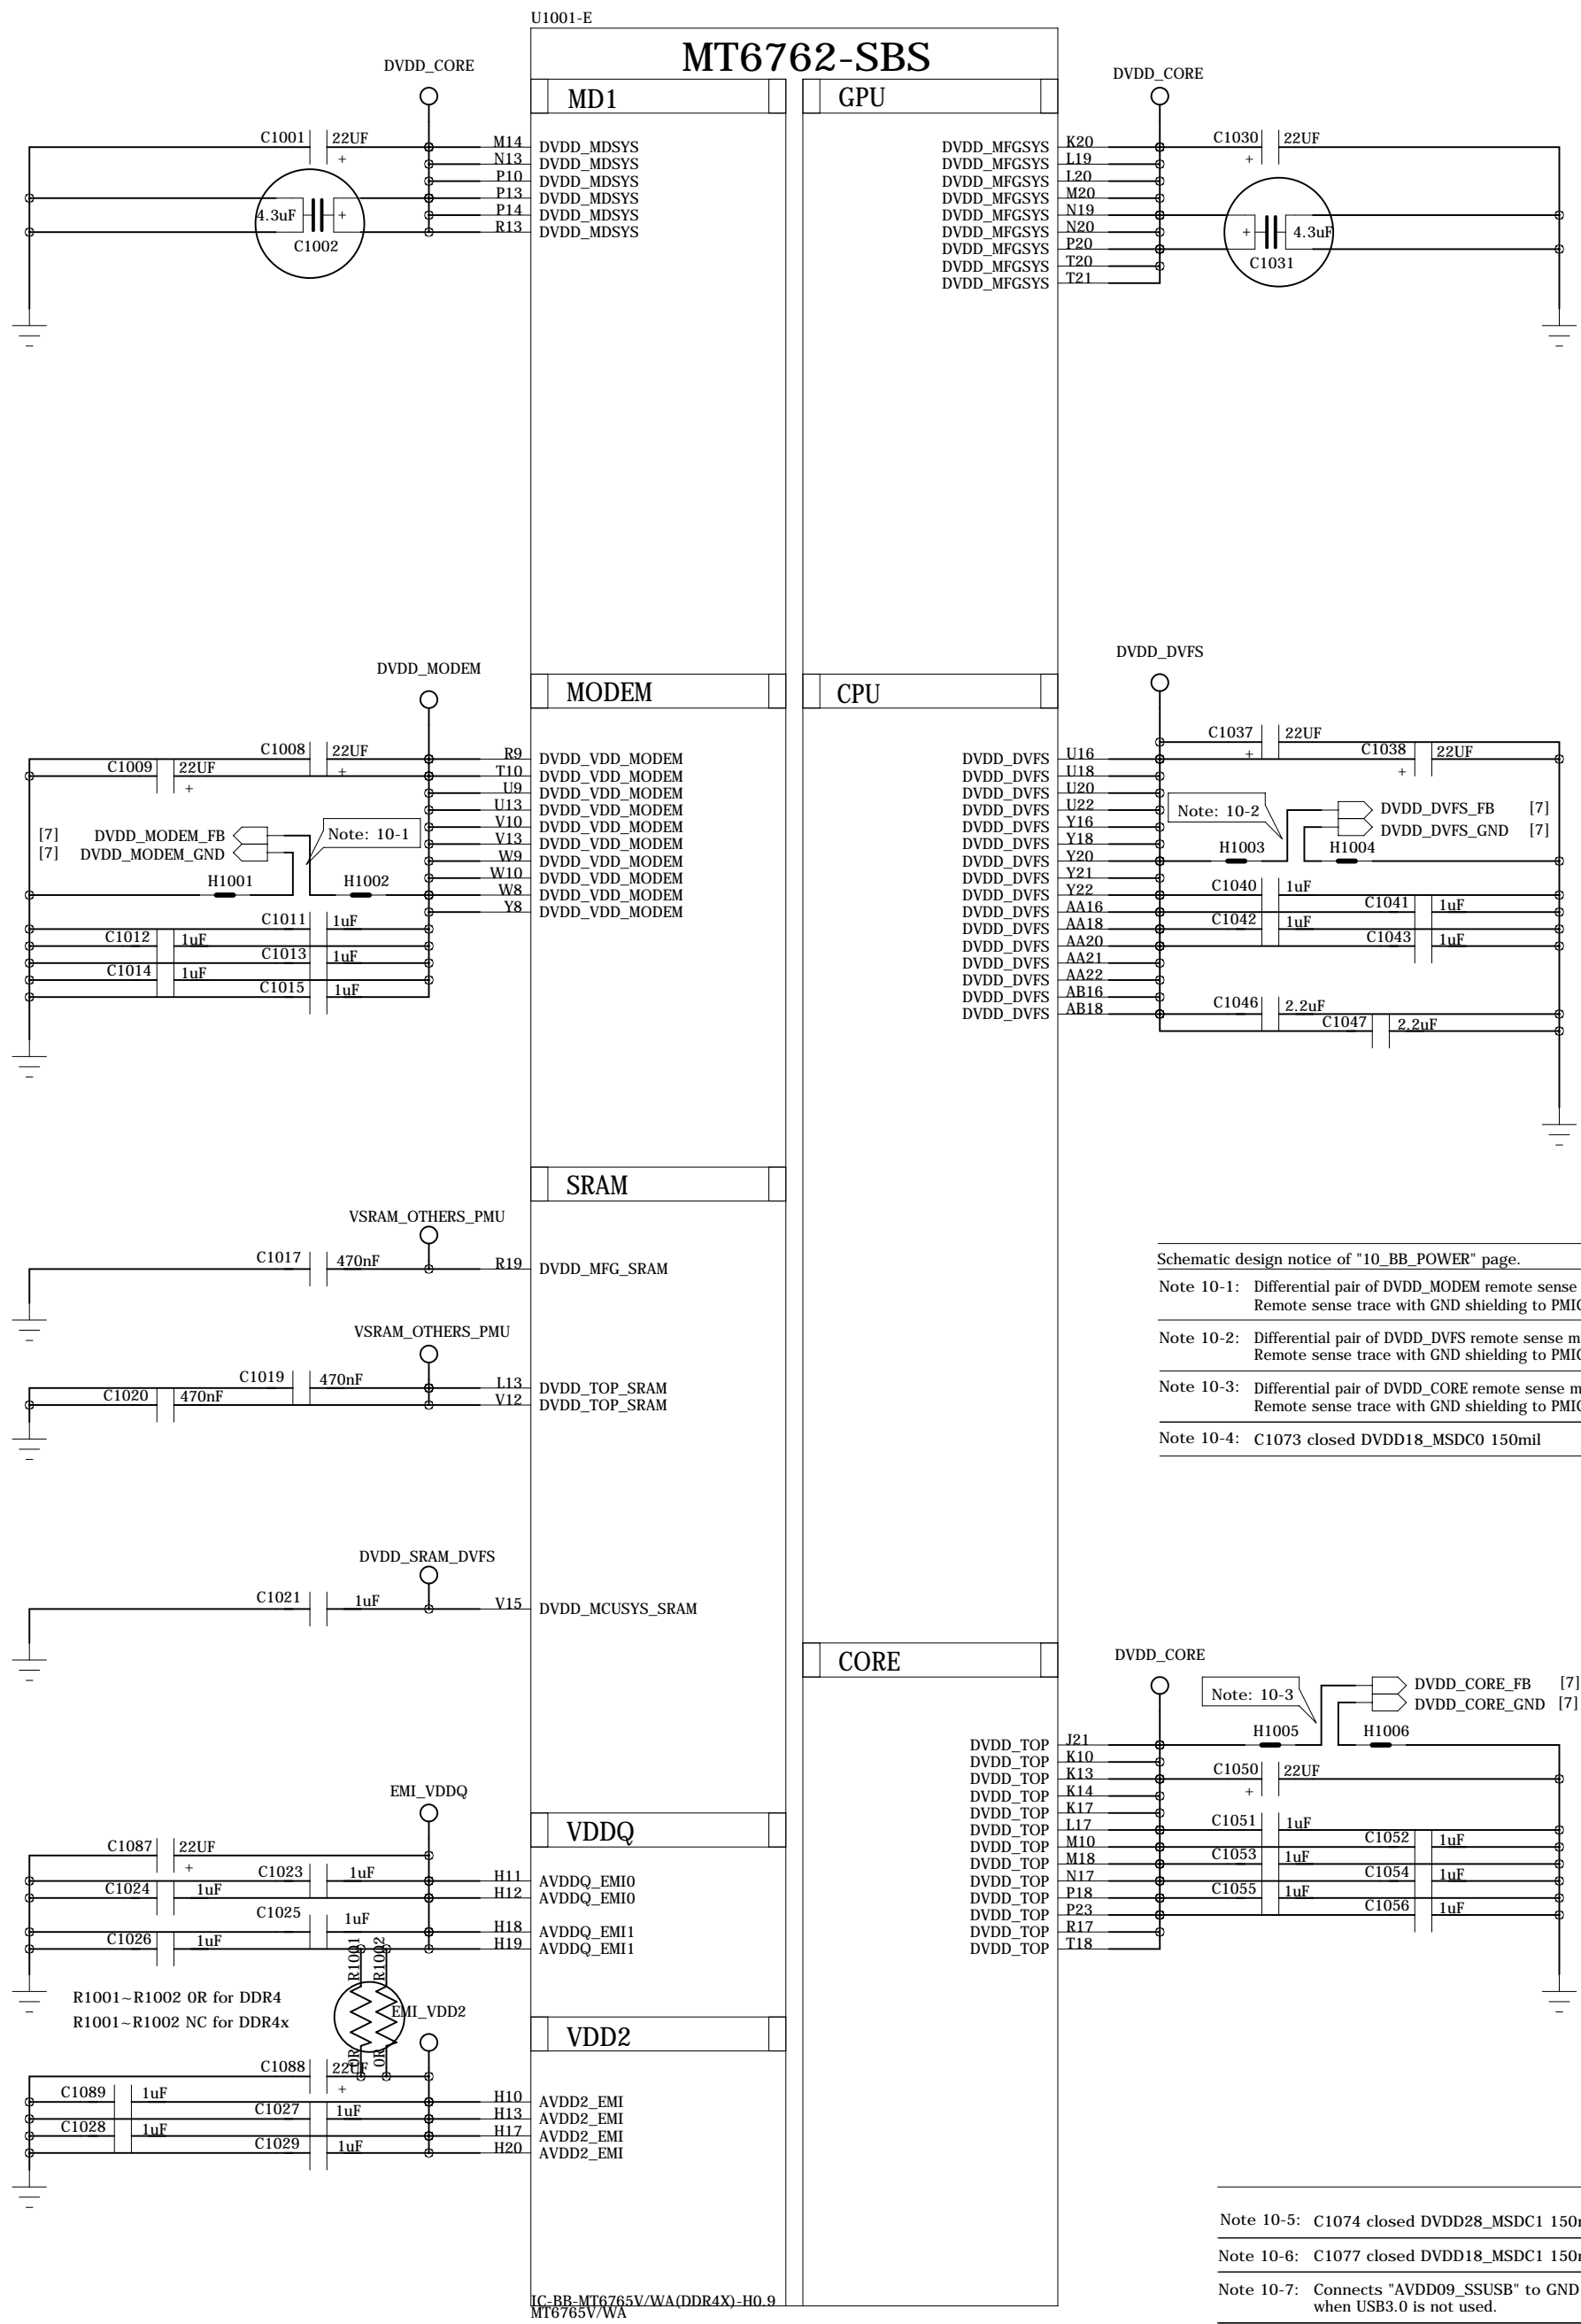 U1001-E
MT6762-SBS
DVDD_CORE
MD1
C1001 22UF
+
4.3uF +
C1002
M14 DVDD_MDSYS
N13 DVDD_MDSYS
P10 DVDD_MDSYS
P13 DVDD_MDSYS
P14 DVDD_MDSYS
R13 DVDD_MDSYS
GPU
DVDD_CORE
DVDD_MFGSYS K20
DVDD_MFGSYS L19
DVDD_MFGSYS L20
DVDD_MFGSYS M20
DVDD_MFGSYS N19
DVDD_MFGSYS N20
DVDD_MFGSYS P20
DVDD_MFGSYS T20
DVDD_MFGSYS T21
C1030 22UF
+
+ 4.3uF
C1031
DVDD_MODEM
MODEM
C1008 22UF
+
C1009 22UF
+
[7] DVDD_MODEM_FB
[7] DVDD_MODEM_GND
Note: 10-1
H1001 H1002
C1011 1uF
C1012 1uF
C1013 1uF
C1014 1uF
C1015 1uF
R9 DVDD_VDD_MODEM
T10 DVDD_VDD_MODEM
U9 DVDD_VDD_MODEM
U13 DVDD_VDD_MODEM
V10 DVDD_VDD_MODEM
V13 DVDD_VDD_MODEM
W9 DVDD_VDD_MODEM
W10 DVDD_VDD_MODEM
W8 DVDD_VDD_MODEM
Y8 DVDD_VDD_MODEM
CPU
DVDD_DVFS
DVDD_DVFS U16
DVDD_DVFS U18
DVDD_DVFS U20
DVDD_DVFS U22
DVDD_DVFS Y16
DVDD_DVFS Y18
DVDD_DVFS Y20
DVDD_DVFS Y21
DVDD_DVFS Y22
DVDD_DVFS AA16
DVDD_DVFS AA18
DVDD_DVFS AA20
DVDD_DVFS AA21
DVDD_DVFS AA22
DVDD_DVFS AB16
DVDD_DVFS AB18
C1037 22UF
+
C1038 22UF
+
Note: 10-2
DVDD_DVFS_FB [7]
DVDD_DVFS_GND [7]
H1003 H1004
C1040 1uF
C1041 1uF
C1042 1uF
C1043 1uF
C1046 2.2uF
C1047 2.2uF
SRAM
VSRAM_OTHERS_PMU
C1017 470nF R19 DVDD_MFG_SRAM
VSRAM_OTHERS_PMU
C1019 470nF L13 DVDD_TOP_SRAM
C1020 470nF V12 DVDD_TOP_SRAM
DVDD_SRAM_DVFS
C1021 1uF V15 DVDD_MCUSYS_SRAM
Schematic design notice of "10_BB_POWER" page.
Note 10-1: Differential pair of DVDD_MODEM remote sense
Remote sense trace with GND shielding to
Note 10-2: Differential pair of DVDD_DVFS remote sense
Remote sense trace with GND shielding to
Note 10-3: Differential pair of DVDD_CORE remote sense
Remote sense trace with GND shielding to
Note 10-4: C1073 closed DVDD18_MSDC0 150mil
CORE
DVDD_CORE
Note: 10-3
DVDD_CORE_FB [7]
DVDD_CORE_GND [7]
H1005 H1006
DVDD_TOP J21
DVDD_TOP K10
DVDD_TOP K13
DVDD_TOP K14
DVDD_TOP K17
DVDD_TOP L17
DVDD_TOP M10
DVDD_TOP M18
DVDD_TOP N17
DVDD_TOP P18
DVDD_TOP P23
DVDD_TOP R17
DVDD_TOP T18
C1050 22UF
+
C1051 1uF
C1052 1uF
C1053 1uF
C1054 1uF
C1055 1uF
C1056 1uF
EMI_VDDQ
VDDQ
C1087 22UF
+
C1023 1uF H11 AVDDQ_EMI0
C1024 1uF H12 AVDDQ_EMI0
C1025 1uF H18 AVDDQ_EMI1
C1026 1uF H19 AVDDQ_EMI1
R1001
R1002
0R
0R
R1001~R1002 0R for DDR4
R1001~R1002 NC for DDR4x
EMI_VDD2
VDD2
C1088 22UF
+
C1089 1uF H10 AVDD2_EMI
C1027 1uF H13 AVDD2_EMI
C1028 1uF H17 AVDD2_EMI
C1029 1uF H20 AVDD2_EMI
IC-BB-MT6765V/WA(DDR4X)-H0.9
MT6765V/WA
Note 10-5: C1074 closed DVDD28_MSDC1
Note 10-6: C1077 closed DVDD18_MSDC1
Note 10-7: Connects "AVDD09_SSUSB" to GND
when USB3.0 is not used.